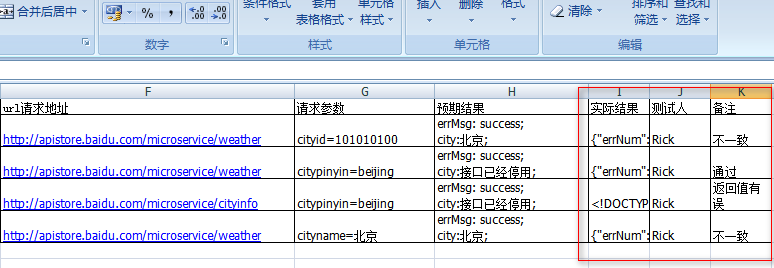 合并后居中
% ,
.0 .00
.00 .0
条件格式 套用 单元格
表格格式 样式
插入 删除 格式
清除
排序和 查找和
筛选 选择
数字 样式 单元格 编辑
F G H I J K
url请求地址 请求参数 预期结果 实际结果 测试人 备注
errMsg: success;
http://apistore.baidu.com/microservice/weather cityid=101010100 city:北京; {"errNum": Rick 不一致
errMsg: success;
http://apistore.baidu.com/microservice/weather citypinyin=beijing city:接口已经停用; {"errNum": Rick 通过
errMsg: success; 返回值有
http://apistore.baidu.com/microservice/cityinfo citypinyin=beijing city:接口已经停用; <!DOCTYP Rick 误
errMsg: success;
http://apistore.baidu.com/microservice/weather cityname=北京 city:北京; {"errNum": Rick 不一致